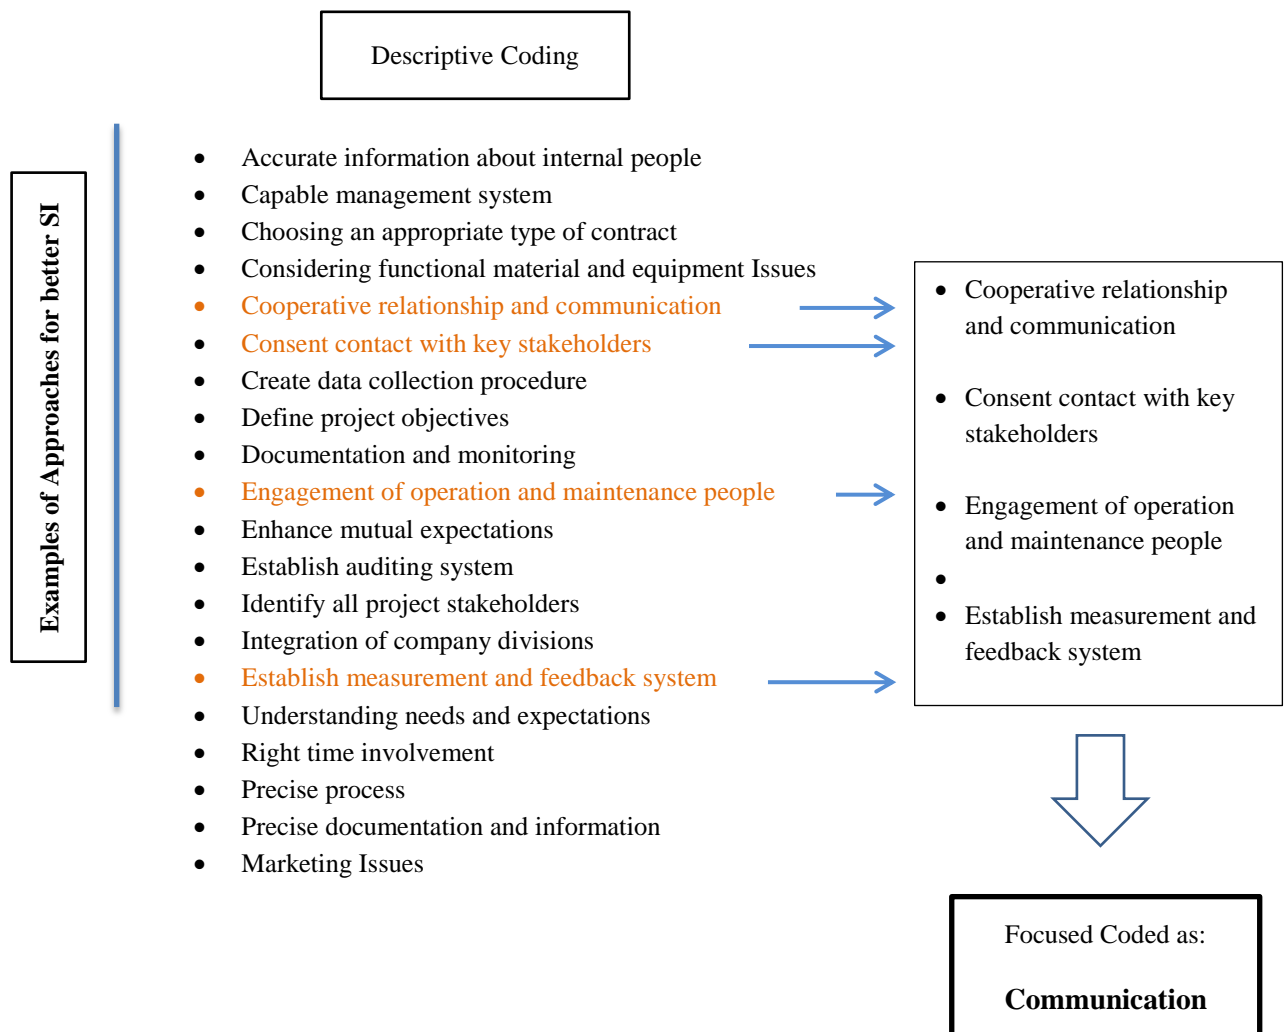 Descriptive Coding
Examples of Approaches for better SI
• Accurate information about internal people
• Capable management system
• Choosing an appropriate type of contract
• Considering functional material and equipment Issues
• Cooperative relationship and communication
• Consent contact with key stakeholders
• Create data collection procedure
• Define project objectives
• Documentation and monitoring
• Engagement of operation and maintenance people
• Enhance mutual expectations
• Establish auditing system
• Identify all project stakeholders
• Integration of company divisions
• Establish measurement and feedback system
• Understanding needs and expectations
• Right time involvement
• Precise process
• Precise documentation and information
• Marketing Issues
• Cooperative relationship
and communication
• Consent contact with key
stakeholders
• Engagement of operation
and maintenance people
•
• Establish measurement and
feedback system
Focused Coded as:
Communication